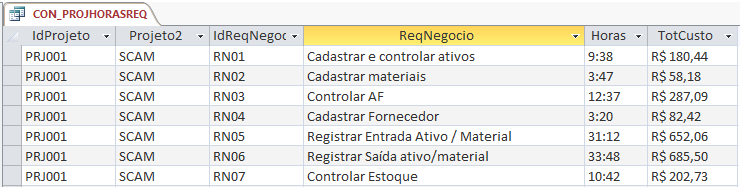 CON_PROJHORASREQ
IdProjeto Projeto2 IdReqNegoc ReqNegocio Horas TotCusto
PRJ001 SCAM RN01 Cadastrar e controlar ativos 9:38 R$ 180,44
PRJ001 SCAM RN02 Cadastrar materiais 3:47 R$ 58,18
PRJ001 SCAM RN03 Controlar AF 12:37 R$ 287,09
PRJ001 SCAM RN04 Cadastrar Fornecedor 3:20 R$ 82,42
PRJ001 SCAM RN05 Registrar Entrada Ativo / Material 31:12 R$ 652,06
PRJ001 SCAM RN06 Registrar Saída ativo/material 33:48 R$ 685,50
PRJ001 SCAM RN07 Controlar Estoque 10:42 R$ 202,73